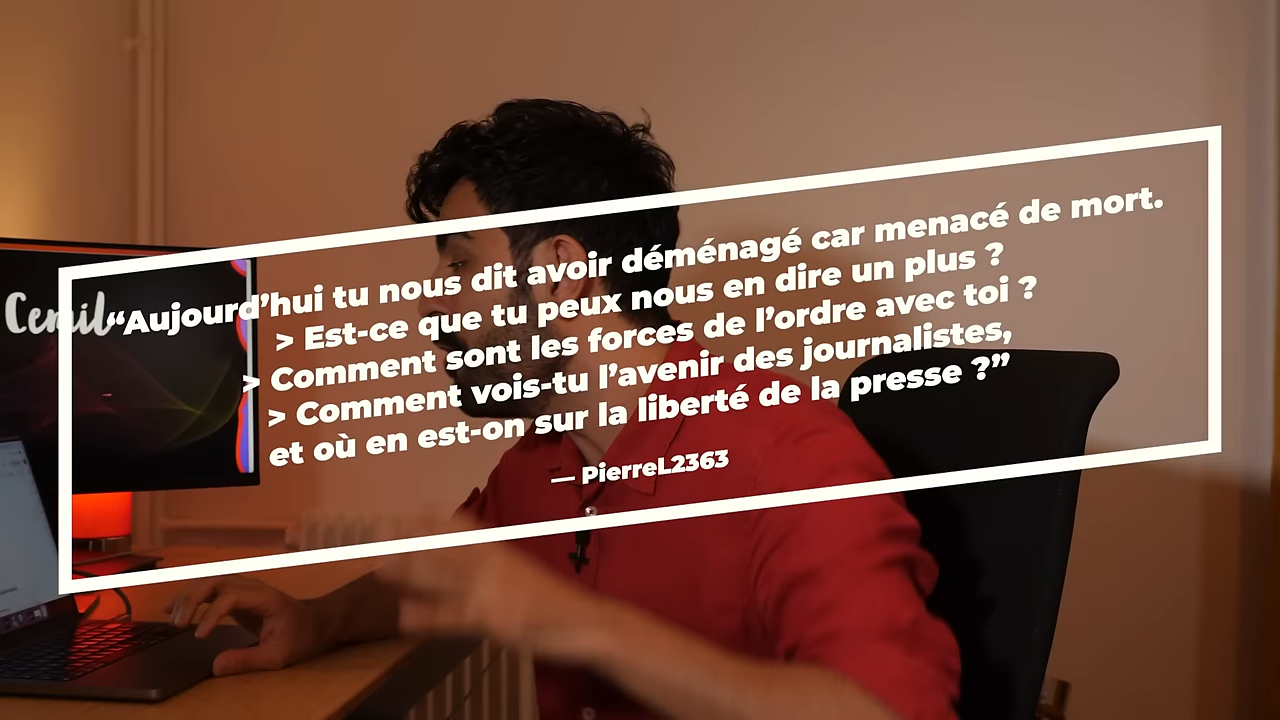 Cemil
“Aujourd’hui tu nous dit avoir déménagé car menacé de mort.
> Est-ce que tu peux nous en dire un plus ?
> Comment sont les forces de l’ordre avec toi ?
> Comment vois-tu l’avenir des journalistes,
et où en est-on sur la liberté de la presse ?”
— PierreL2363